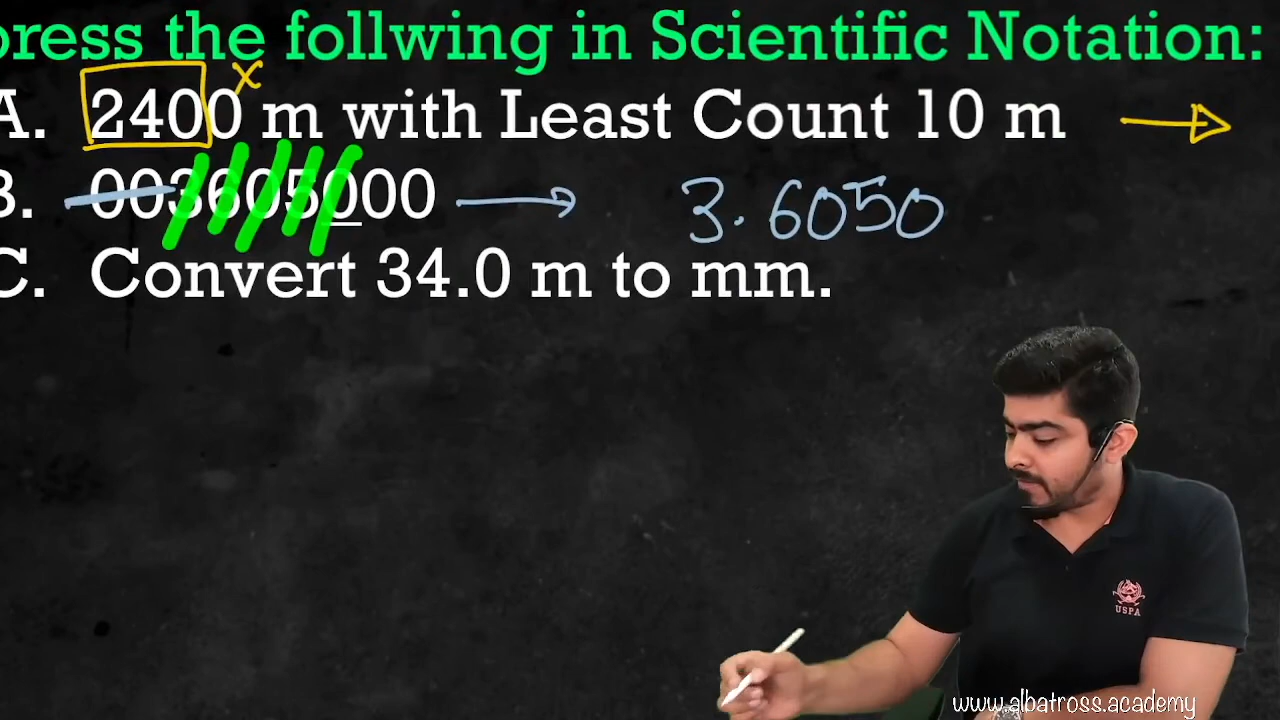 press the follwing in Scientific Notation:
x
A. 2400 m with Least Count 10 m
B. 003605000 3.6050
C. Convert 34.0 m to mm.
USPA
www.albatross.academy